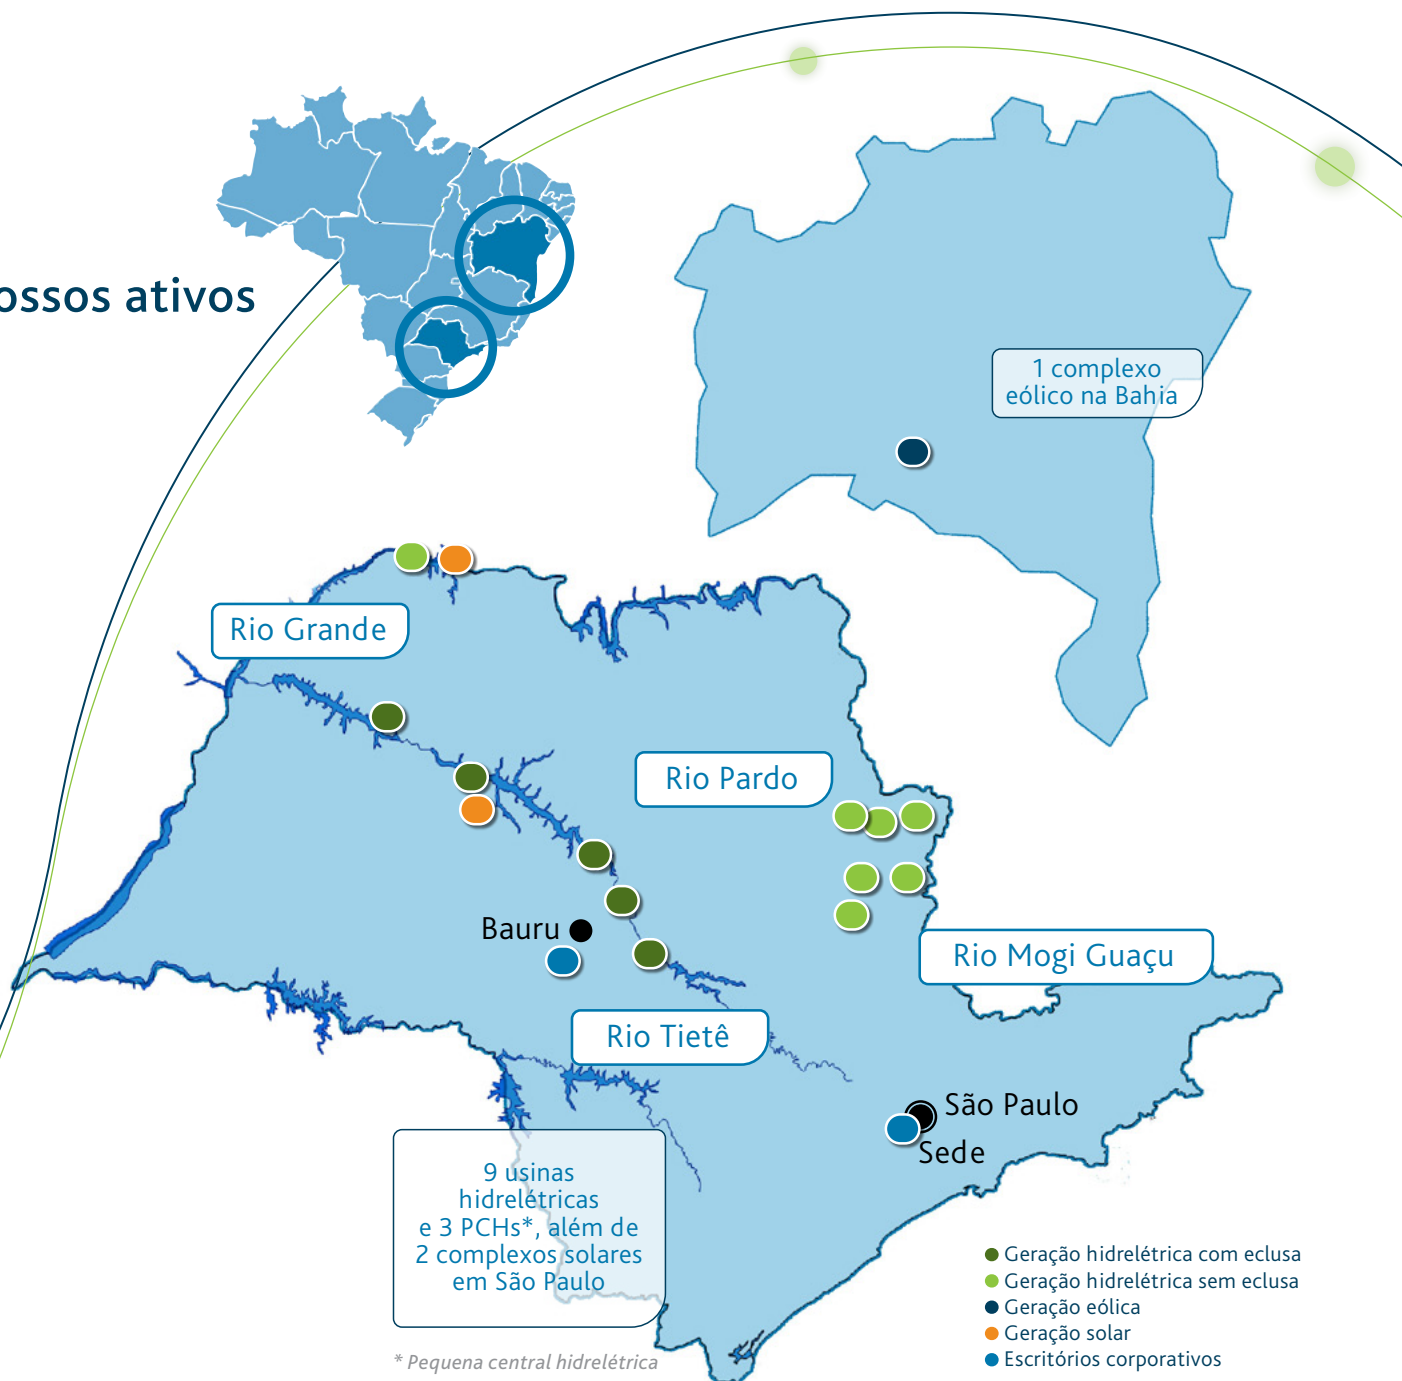 ossos ativos
1 complexo
eólico na Bahia
Rio Grande
Rio Pardo
Bauru
Rio Mogi Guaçu
Rio Tietê
São Paulo
Sede
9 usinas
hidrelétricas
e 3 PCHs*, além de
2 complexos solares
em São Paulo
* Pequena central hidrelétrica
Geração hidrelétrica com eclusa
Geração hidrelétrica sem eclusa
Geração eólica
Geração solar
Escritórios corporativos